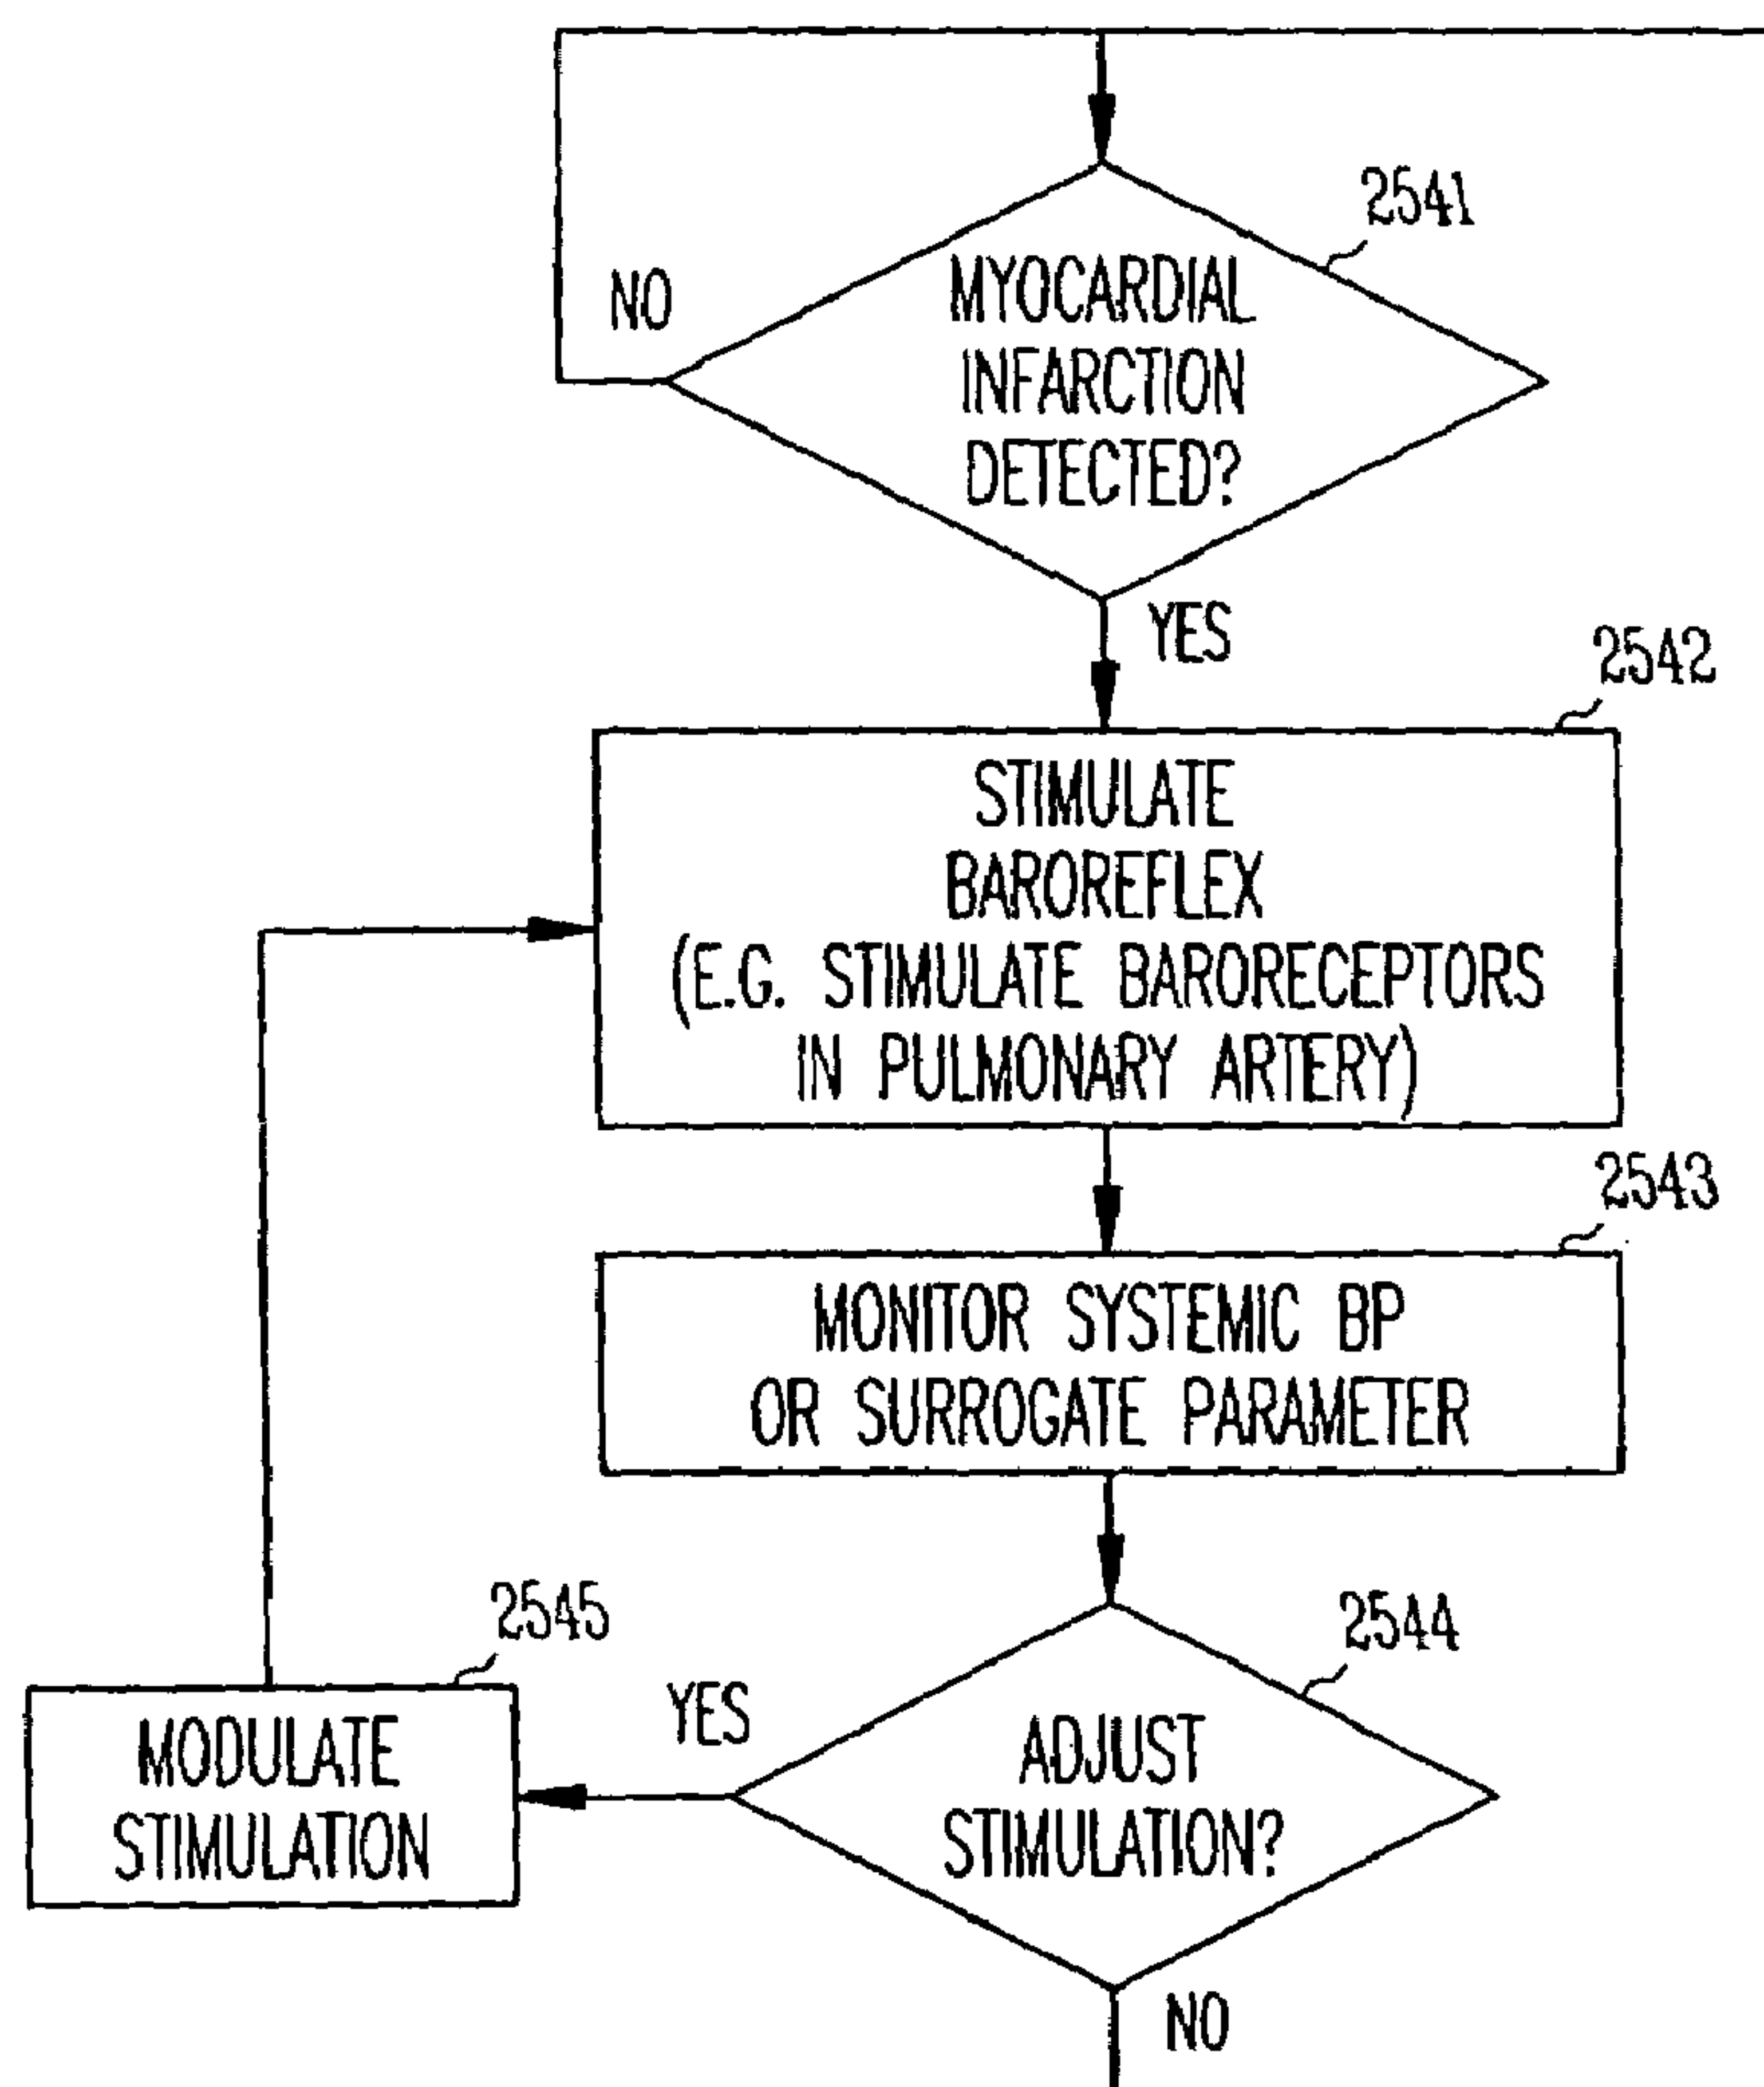 2541
NO
MYOCARDIAL
INFARCTION
DETECTED?
YES
2542
STIMULATE
BAROREFLEX
(E.G. STIMULATE BARORECEPTORS
IN PULMONARY ARTERY)
2543
MONITOR SYSTEMIC BP
OR SURROGATE PARAMETER
2545
2544
YES
MODULATE
STIMULATION
ADJUST
STIMULATION?
NO